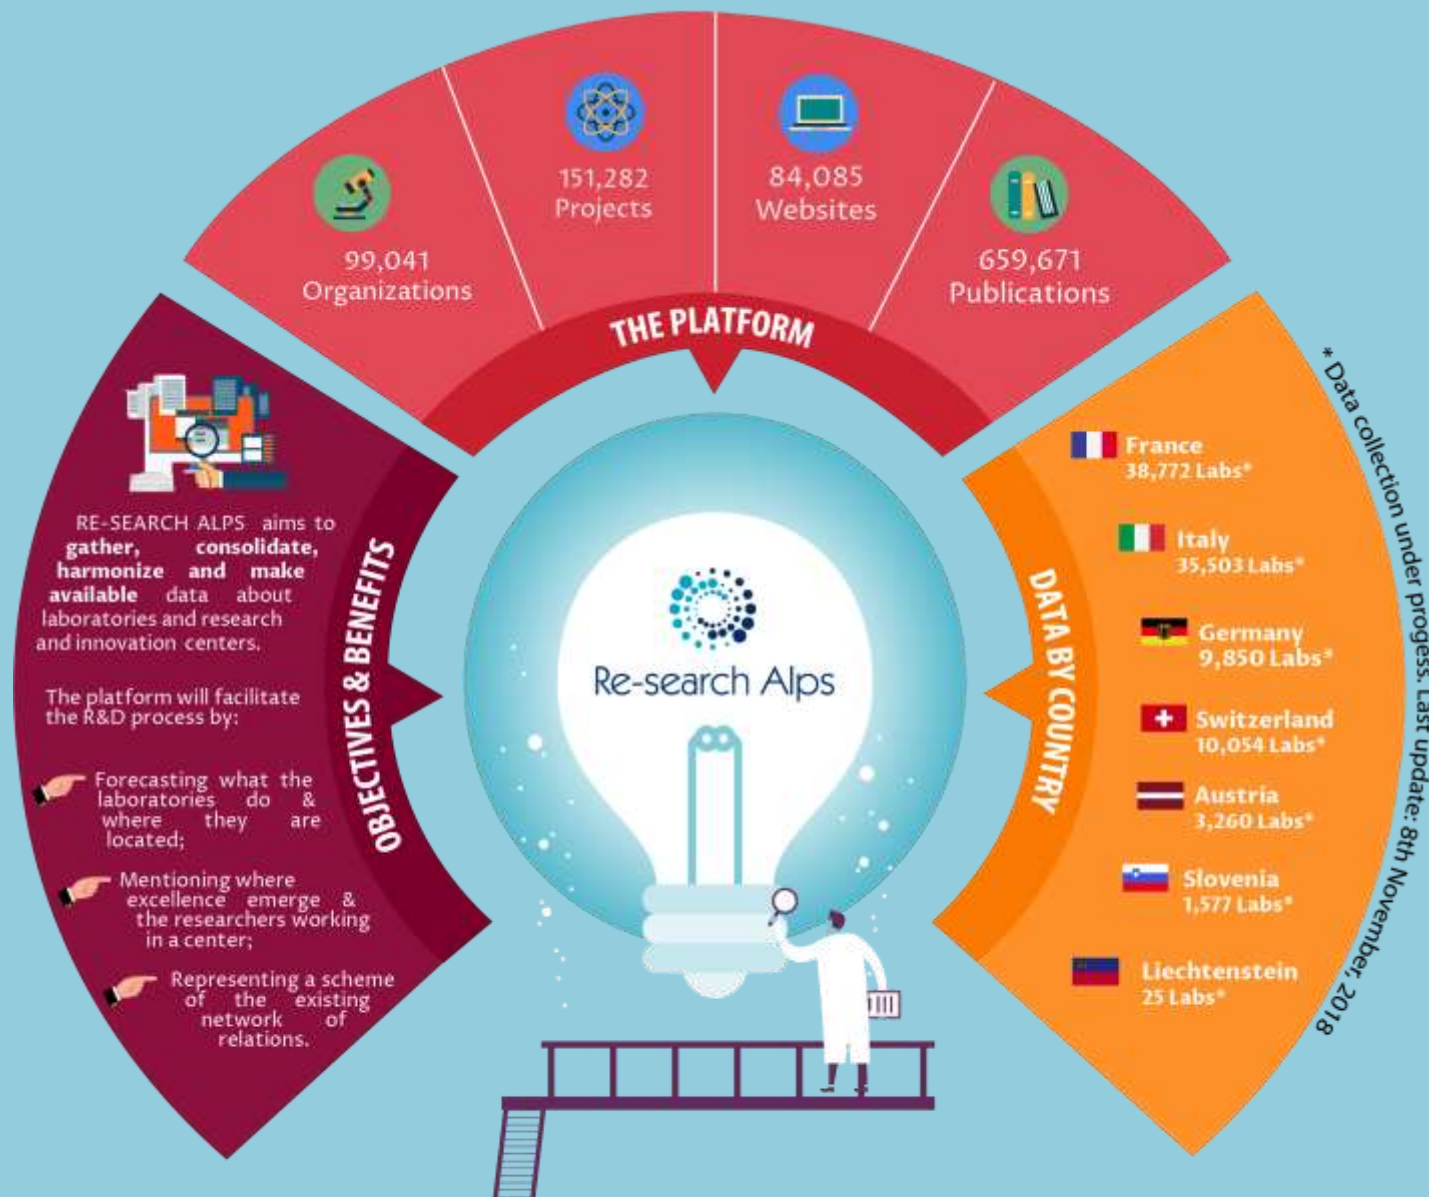 99,041
Organizations
151,282
Projects
84,085
Websites
659,671
Publications
THE PLATFORM
RE-SEARCH ALPS aims to
gather, consolidate,
harmonize and make
available data about
laboratories and research
and innovation centers.
The platform will facilitate
the R&D process by:
Forecasting what the
laboratories do &
where they are
located;
Mentioning where
excellence emerge &
the researchers working
in a center;
Representing a scheme
of the existing
network of
relations.
OBJECTIVES & BENEFITS
Re-search Alps
DATA BY COUNTRY
France
38,772 Labs*
Italy
35,503 Labs*
Germany
9,850 Labs*
Switzerland
10,054 Labs*
Austria
3,260 Labs*
Slovenia
1,577 Labs*
Liechtenstein
25 Labs*
* Data collection under progess. Last update: 8th November, 2018